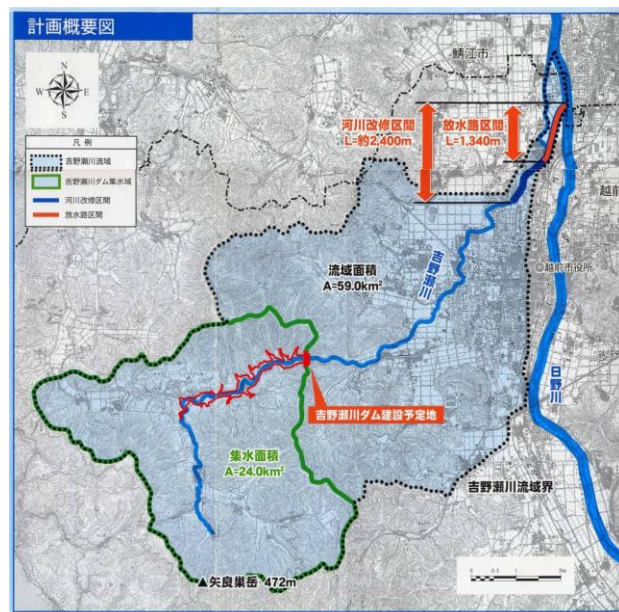 計画概要図
N
W E
S
凡例
吉野瀬川流域
吉野瀬川ダム集水域
河川改修区間
放水路区間
鯖江市
河川改修区間
L=約2,400m
放水路区間
L=1,340m
越前
◎越前市役所
吉野瀬川
日野川
流域面積
A=59.0km²
吉野瀬川ダム建設予定地
集水面積
A=24.0km²
吉野瀬川流域界
▲矢良巣岳 472m